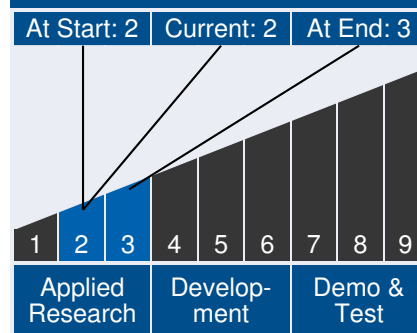 At Start: 2 Current: 2 At End: 3
1 2 3 4 5 6 7 8 9
Applied Develop- Demo &
Research ment Test